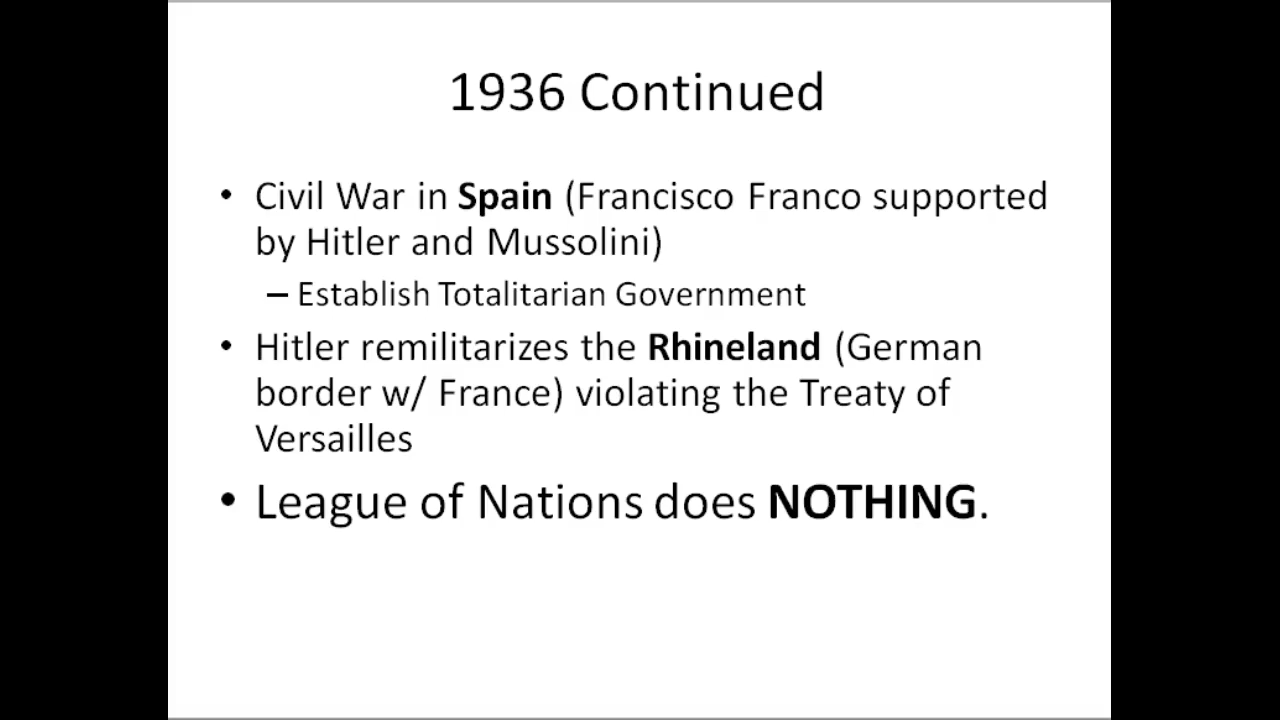 1936 Continued
• Civil War in Spain (Francisco Franco supported
by Hitler and Mussolini)
– Establish Totalitarian Government
• Hitler remilitarizes the Rhineland (German
border w/ France) violating the Treaty of
Versailles
• League of Nations does NOTHING.